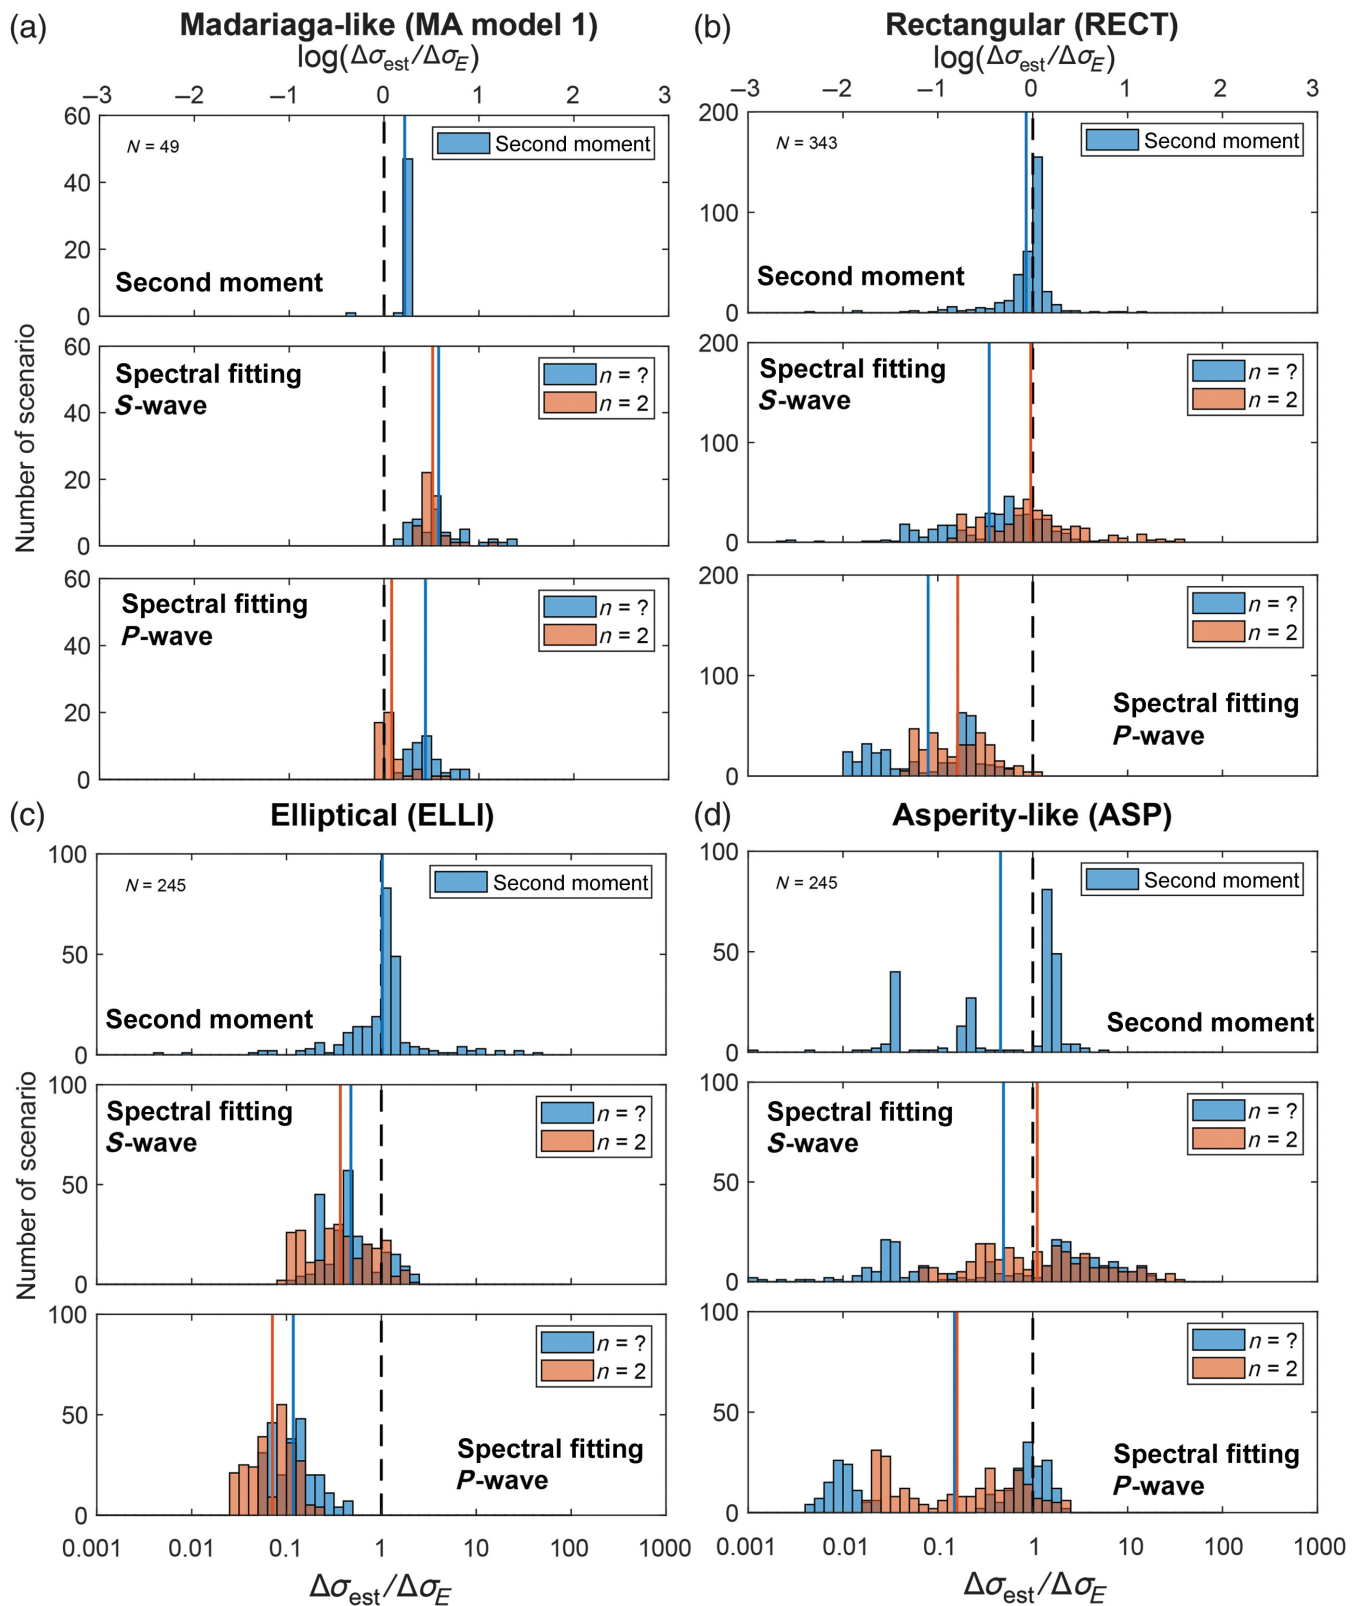 (a) Madariaga-like (MA model 1)
log(Δσest/ΔσE)
−3 −2 −1 0 1 2 3
60
40
20
0
N = 49
Second moment
Second moment
60
40
20
0
Spectral fitting
S-wave
n = ?
n = 2
Number of scenario
60
40
20
0
Spectral fitting
P-wave
n = ?
n = 2
(b) Rectangular (RECT)
log(Δσest/ΔσE)
−3 −2 −1 0 1 2 3
200
100
0
N = 343
Second moment
Second moment
200
100
0
Spectral fitting
S-wave
n = ?
n = 2
200
100
0
n = ?
n = 2
Spectral fitting
P-wave
(c) Elliptical (ELLI)
100
50
0
N = 245
Second moment
Second moment
100
50
0
Spectral fitting
S-wave
n = ?
n = 2
Number of scenario
100
50
0
n = ?
n = 2
Spectral fitting
P-wave
0.001 0.01 0.1 1 10 100 1000
Δσest/ΔσE
(d) Asperity-like (ASP)
100
50
0
N = 245
Second moment
Second moment
100
50
0
Spectral fitting
S-wave
n = ?
n = 2
100
50
0
n = ?
n = 2
Spectral fitting
P-wave
0.001 0.01 0.1 1 10 100 1000
Δσest/ΔσE